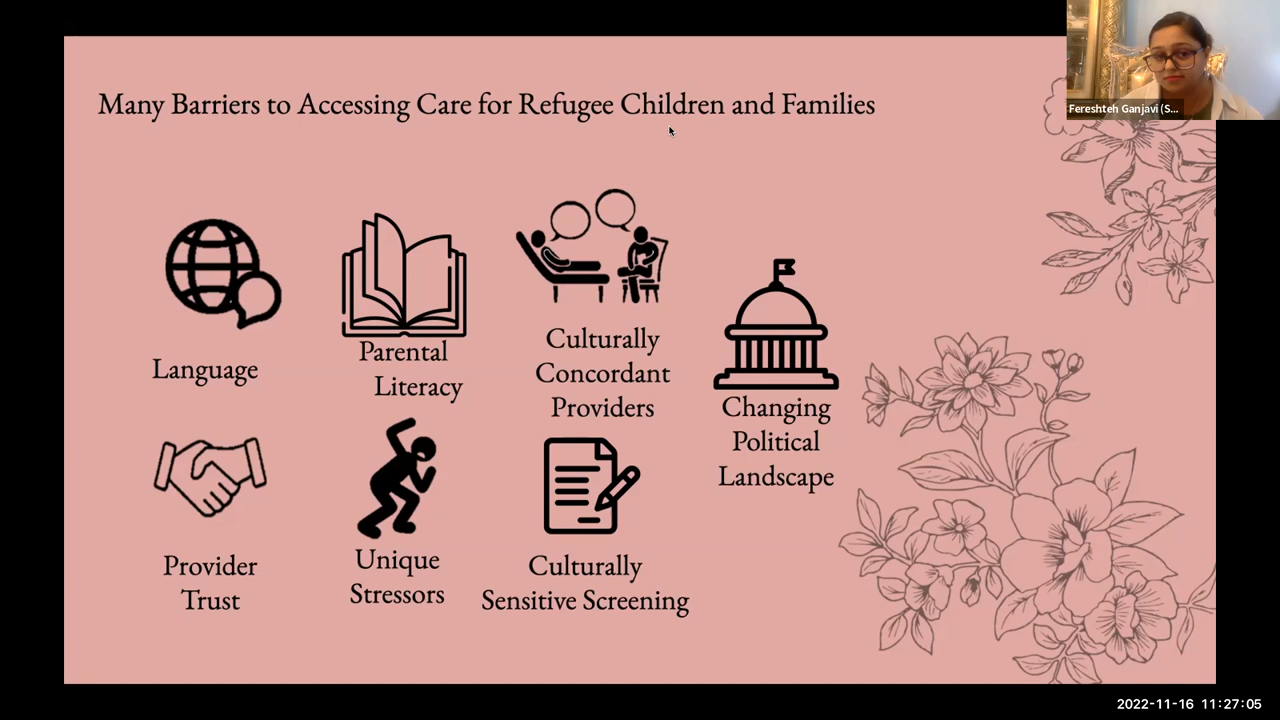 Many Barriers to Accessing Care for Refugee Children and Families
Fereshteh Ganjavi (S...
Language
Parental
Literacy
Culturally
Concordant
Providers
Changing
Political
Landscape
Provider
Trust
Unique
Stressors
Culturally
Sensitive Screening
2022-11-16 11:27:05